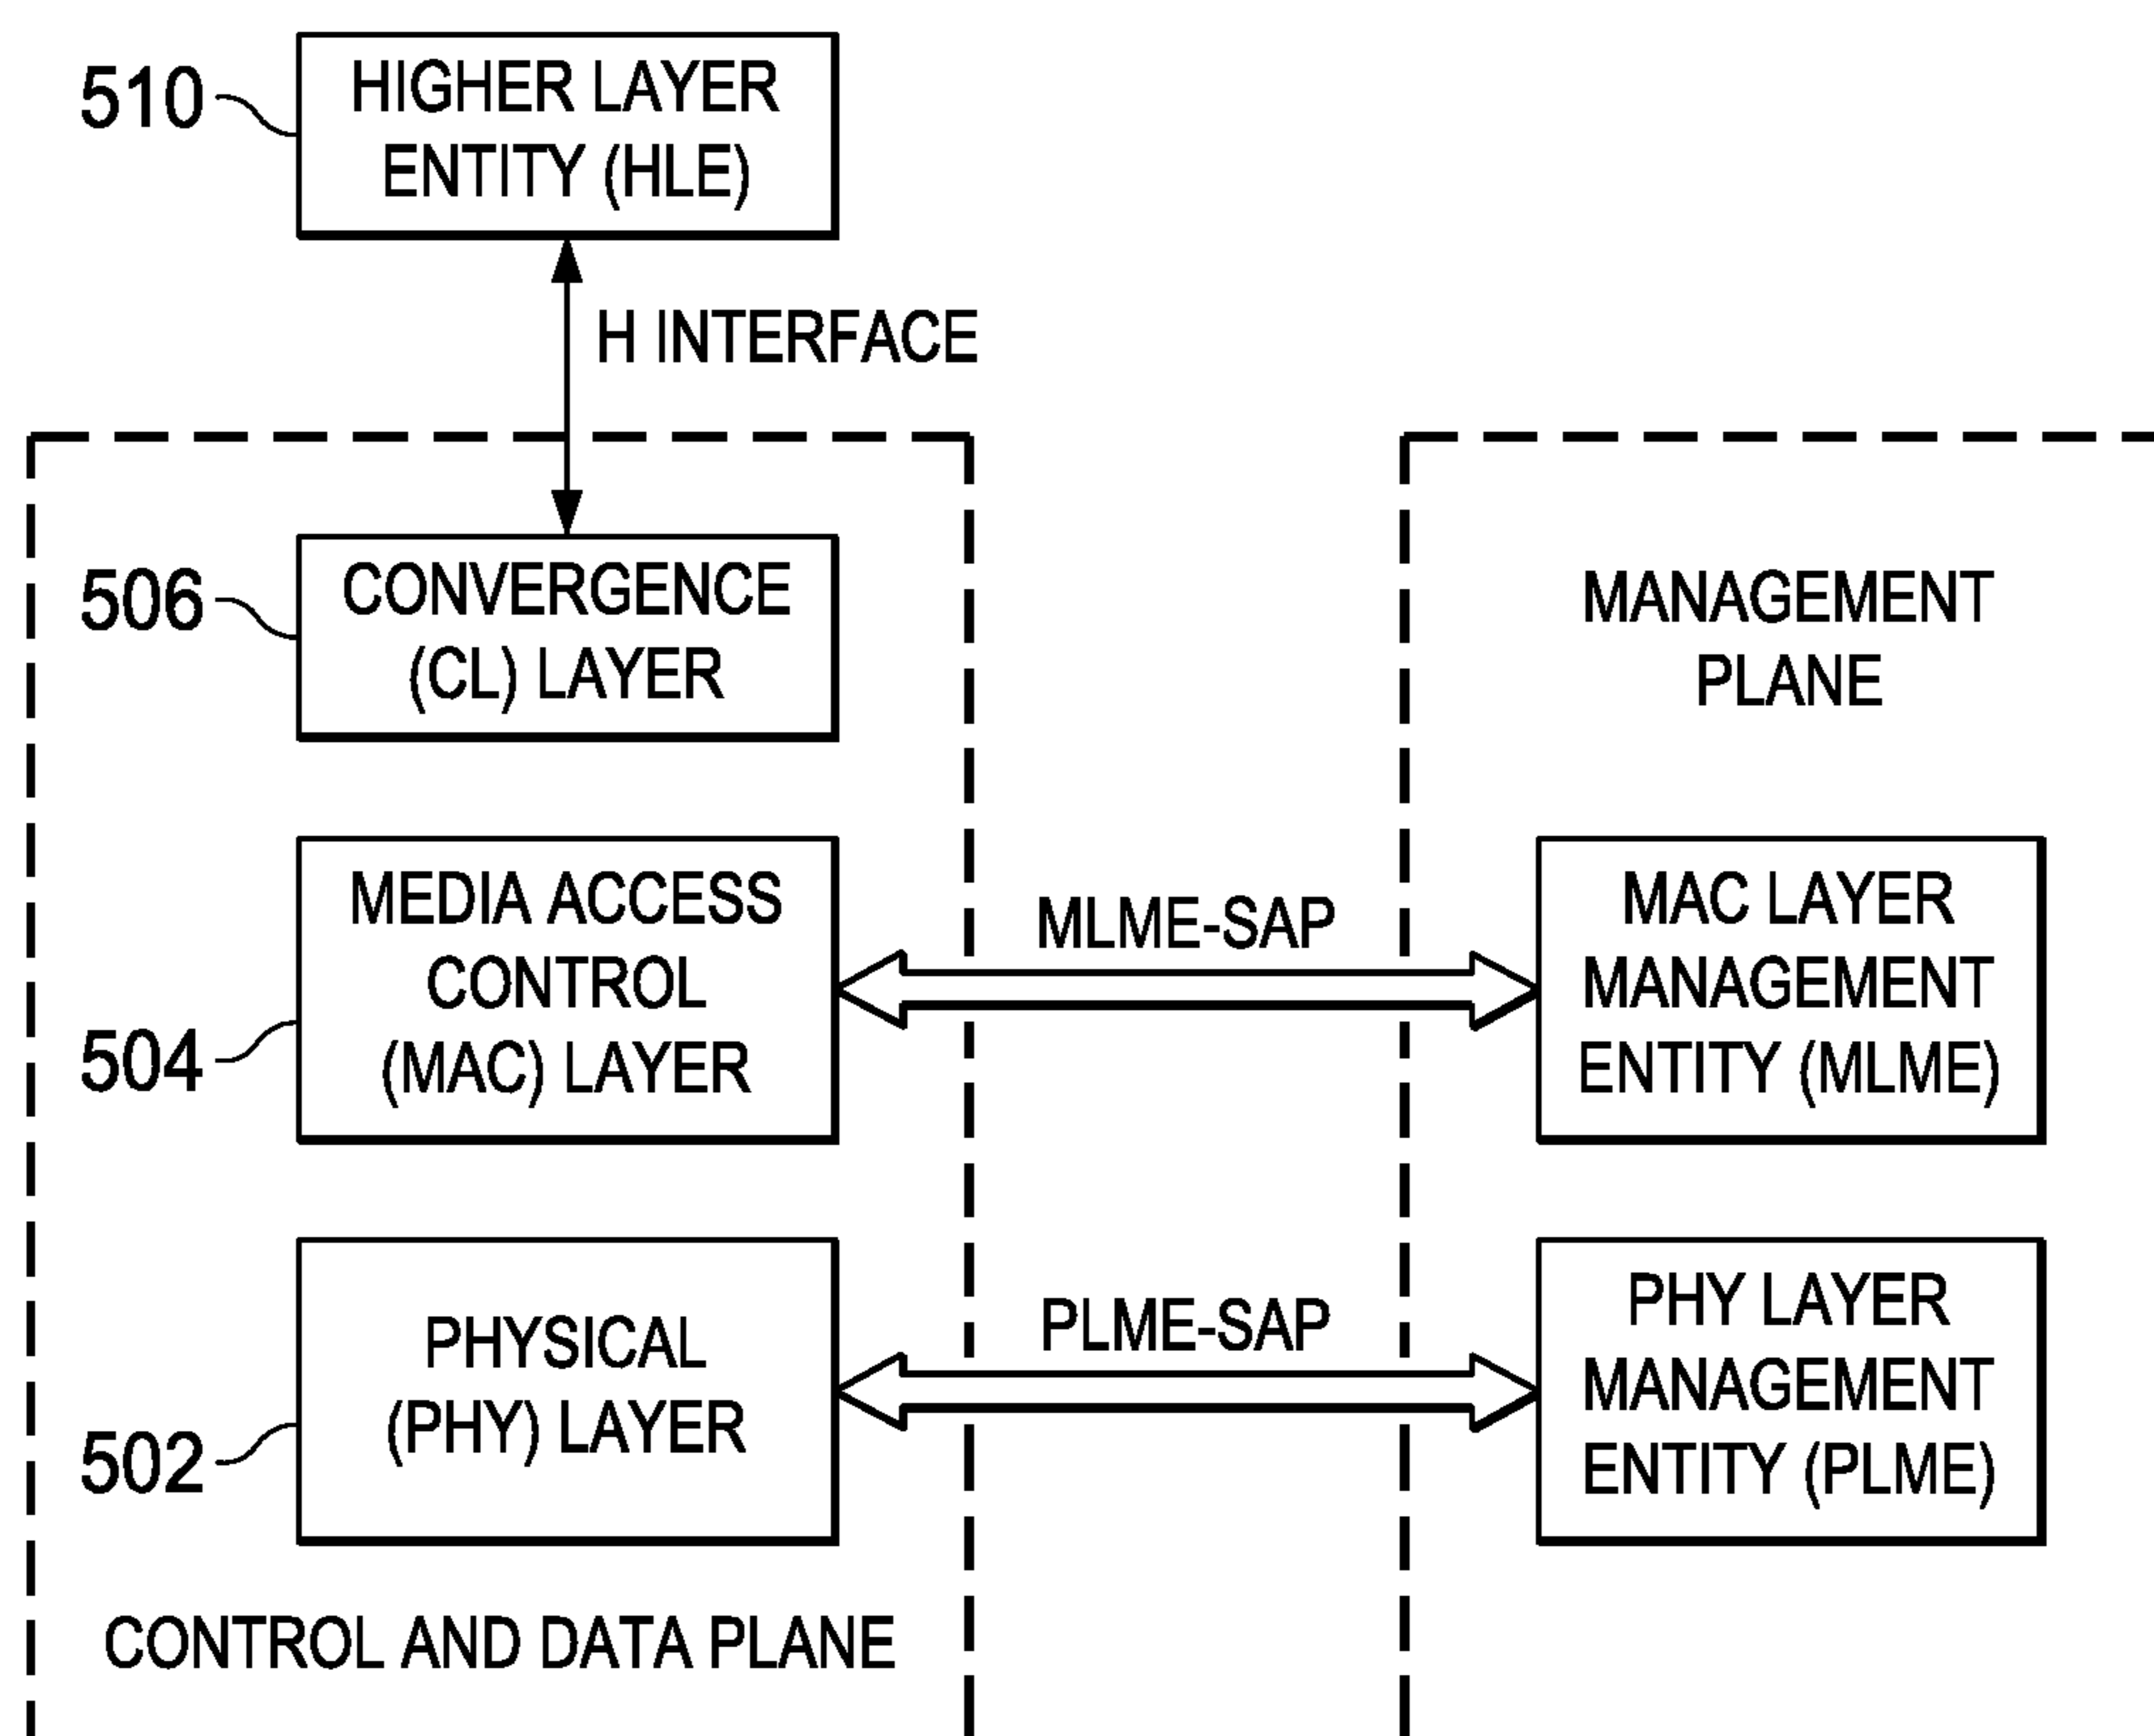 510
HIGHER LAYER
ENTITY (HLE)
H INTERFACE
506
CONVERGENCE
(CL) LAYER
MANAGEMENT
PLANE
504
MEDIA ACCESS
CONTROL
(MAC) LAYER
MLME-SAP
MAC LAYER
MANAGEMENT
ENTITY (MLME)
502
PHYSICAL
(PHY) LAYER
PLME-SAP
PHY LAYER
MANAGEMENT
ENTITY (PLME)
CONTROL AND DATA PLANE